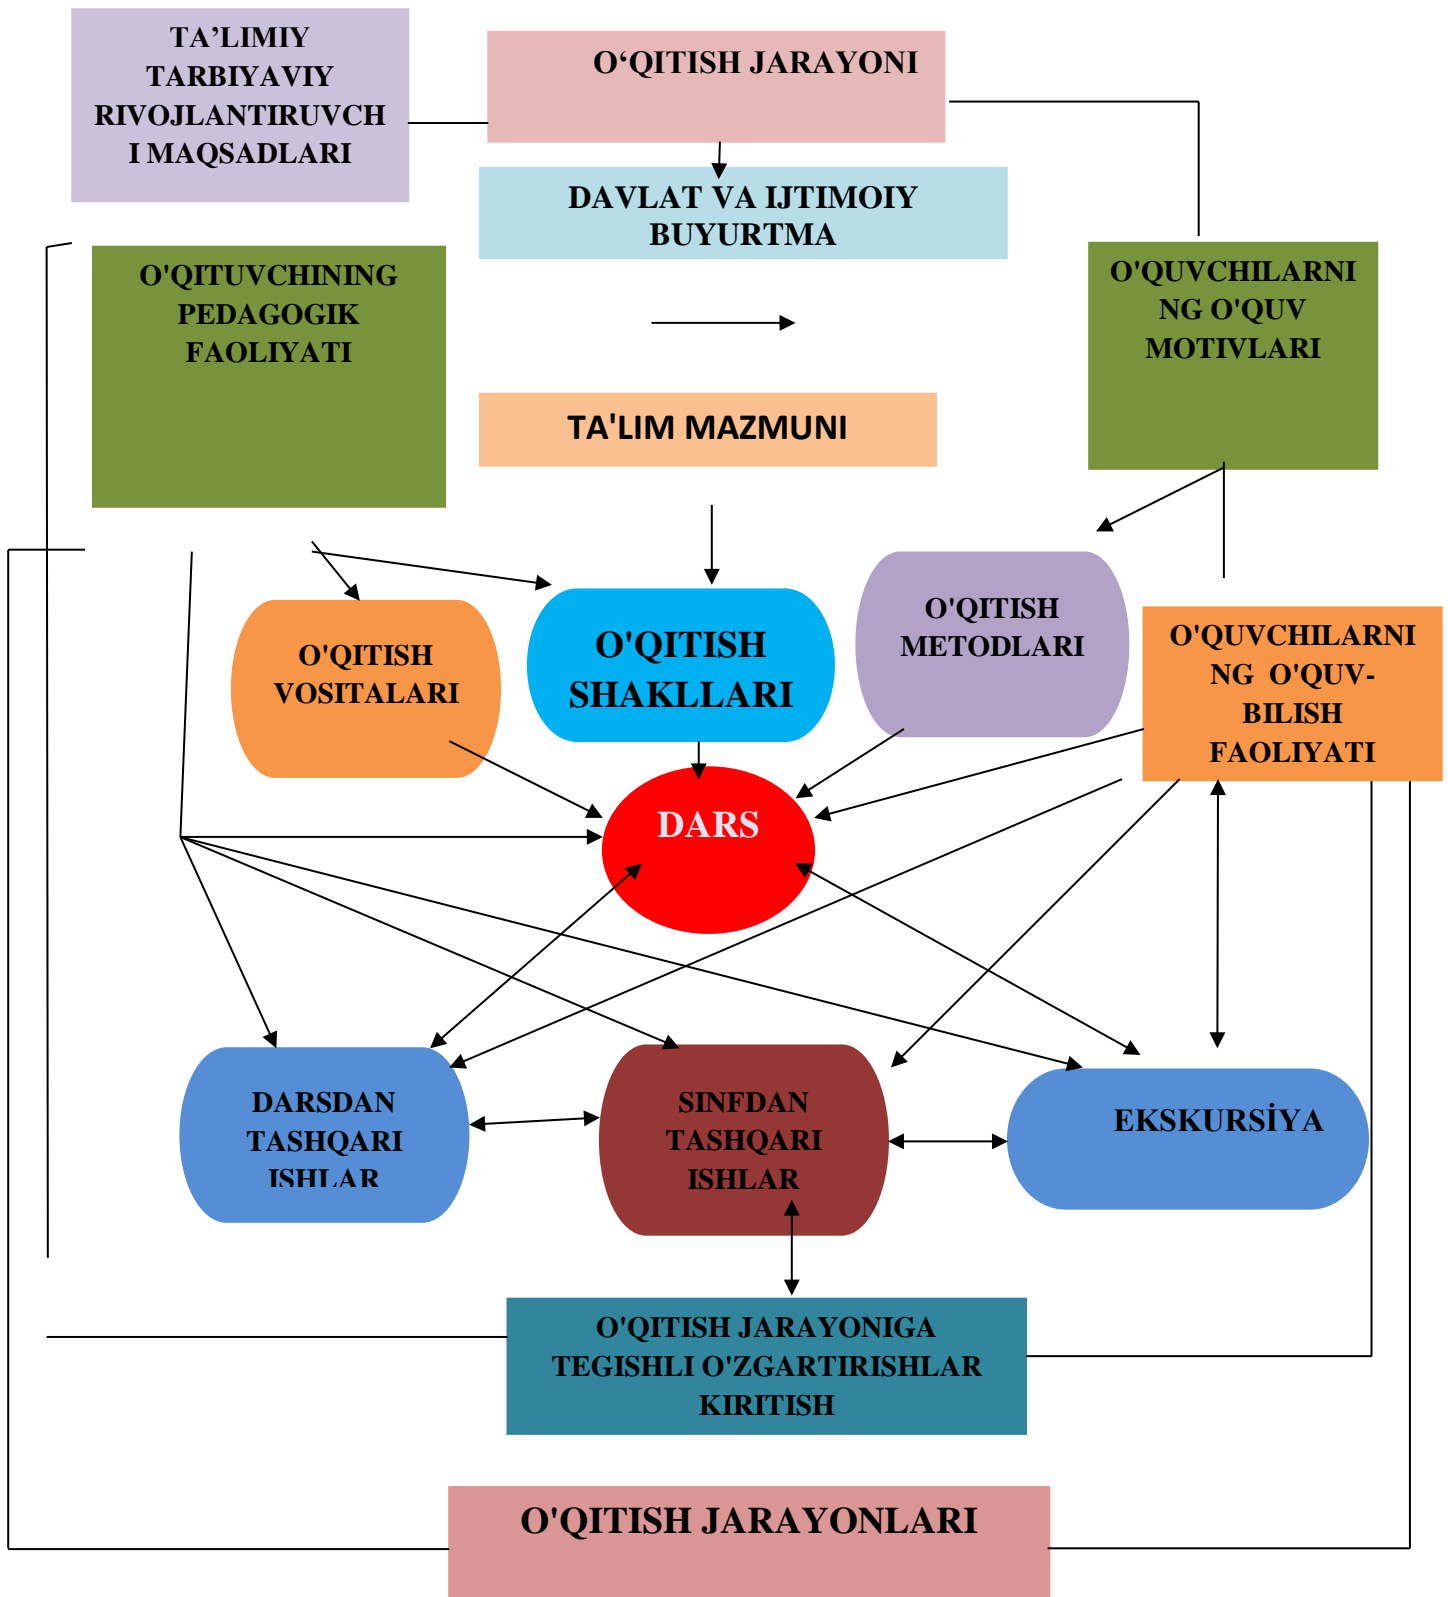 TA’LIMIY
TARBIYAVIY
RIVOJLANTIRUVCH
I MAQSADLARI
O‘QITISH JARAYONI
DAVLAT VA IJTIMOIY
BUYURTMA
O'QITUVCHINING
PEDAGOGIK
FAOLIYATI
O'QUVCHILARNI
NG O'QUV
MOTIVLARI
TA'LIM MAZMUNI
O'QITISH
VOSITALARI
O'QITISH
SHAKLLARI
O'QITISH
METODLARI
O'QUVCHILARNI
NG O'QUV-
BILISH
FAOLIYATI
DARS
DARSDAN
TASHQARI
ISHLAR
SINFDAN
TASHQARI
ISHLAR
EKSKURSİYA
O'QITISH JARAYONIGA
TEGISHLI O'ZGARTIRISHLAR
KIRITISH
O'QITISH JARAYONLARI